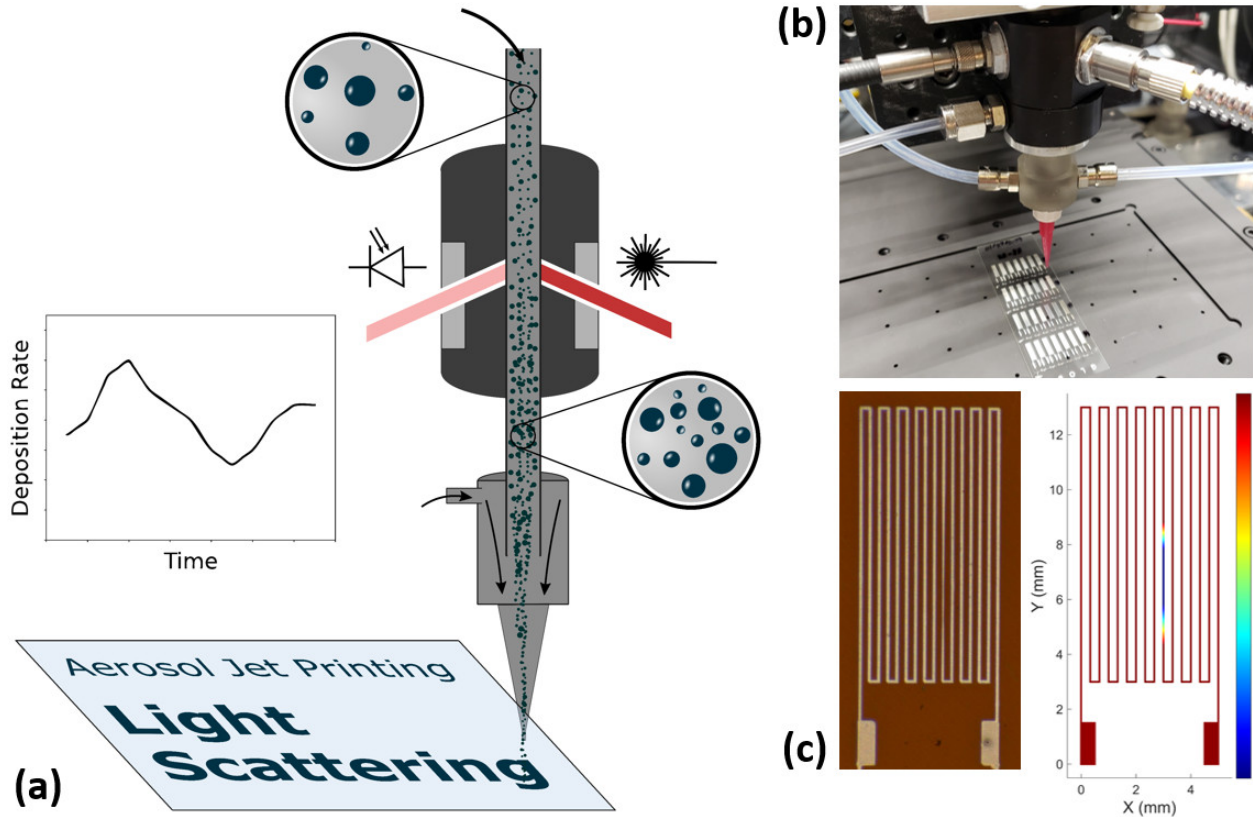 (a)
Deposition Rate
Time
Aerosol Jet Printing
Light
Scattering
(b)
(c)
Y (mm)
12
10
8
6
4
2
0
0
2
4
X (mm)